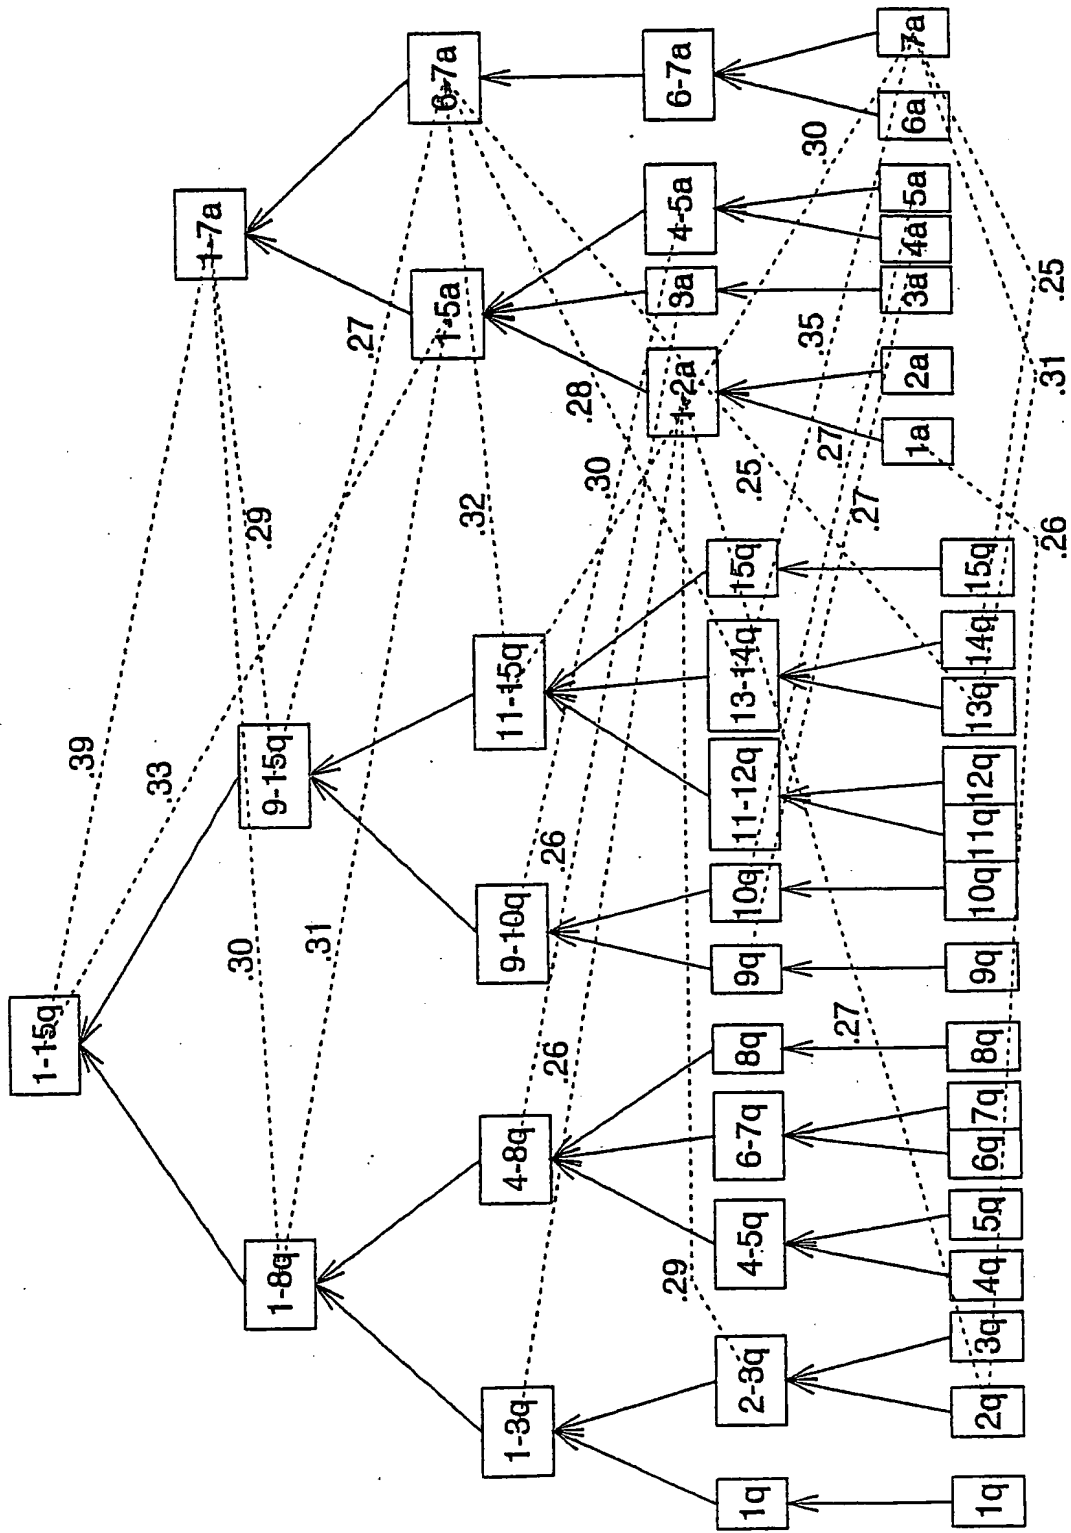 1-15q
1-7a
.39
.33
1-8q
.30
9-15q
.29
.27
1-5a
6-7a
.31
1-3q
4-8q
9-10q
11-15q
.32
.26
.26
.30
.28
1q
2-3q
.29
4-5q
6-7q
8q
9q
10q
11-12q
13-14q
15q
.25
1-2a
3a
4-5a
6-7a
.27
.27
.27
.35
.30
1q
2q
3q
4q
5q
6q
7q
8q
9q
10q
11q
12q
13q
14q
15q
1a
2a
3a
4a
5a
6a
7a
.26
.31
.25